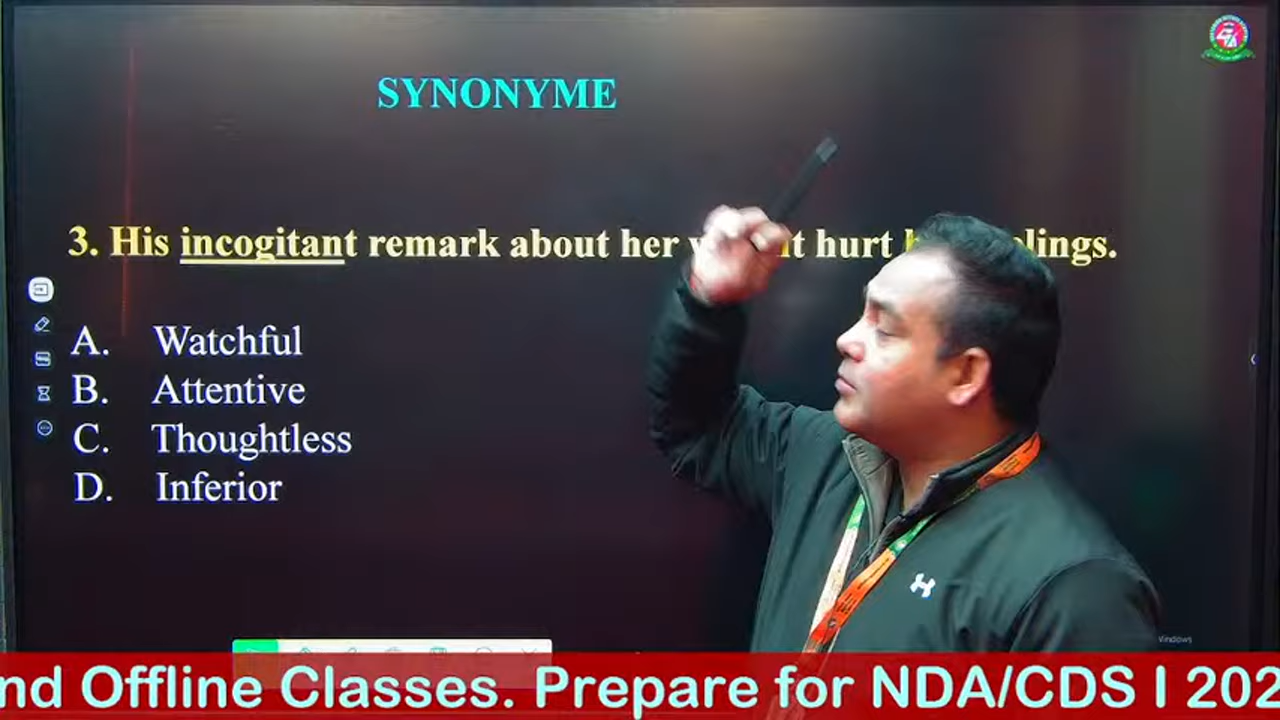 SYNONYME
3. His incogitant remark about her hurt lings.
A. Watchful
B. Attentive
C. Thoughtless
D. Inferior
Windows
nd Offline Classes. Prepare for NDA/CDS I 202